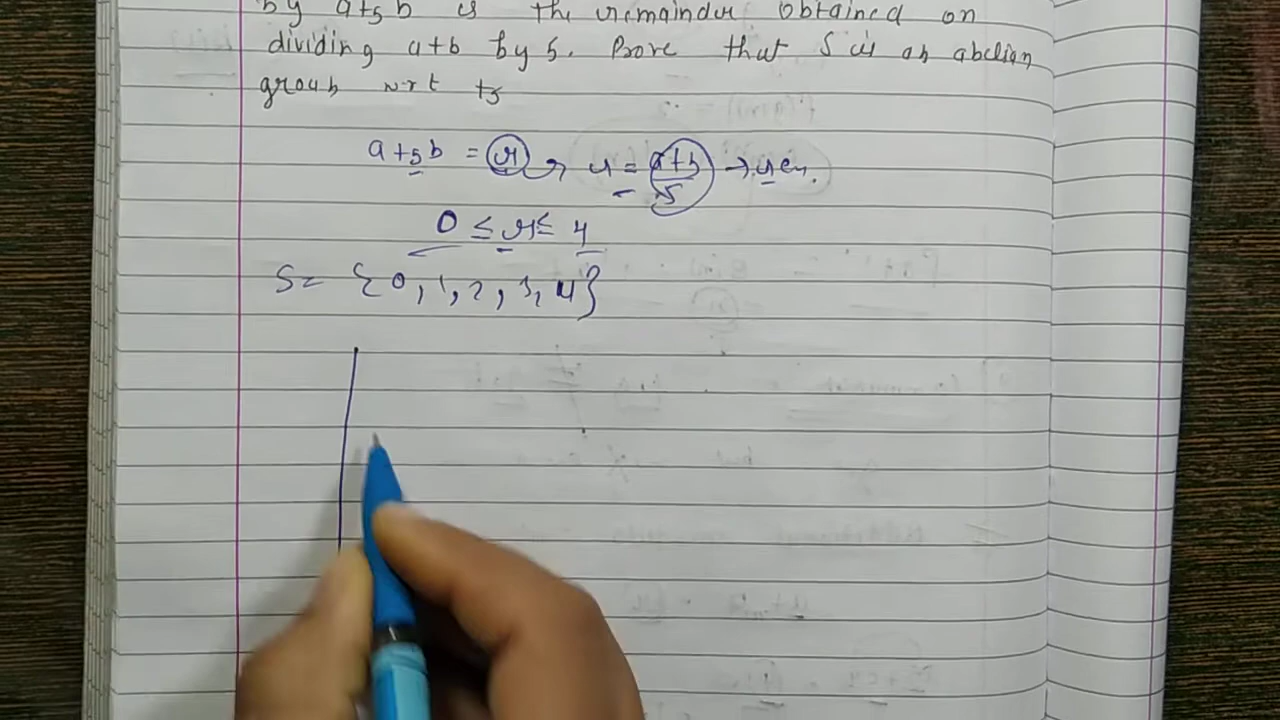 by a+₅ b is the remainder obtained on
dividing a+b by 5. Prove that S is an abelian
group w.r.t +₅
a +₅ b = r → r = a+b/5 → rem.
0 ≤ r ≤ 4
S = {0, 1, 2, 3, 4}